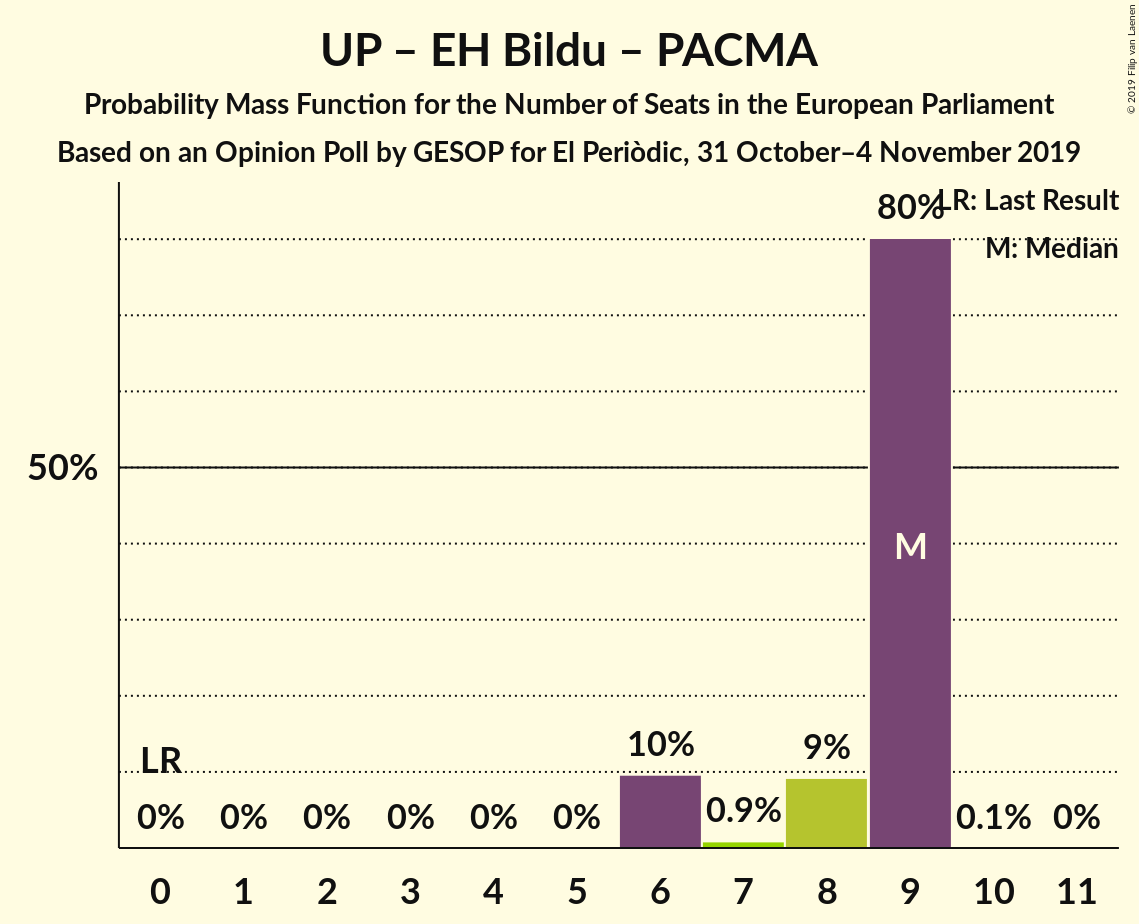 UP – EH Bildu – PACMA
Probability Mass Function for the Number of Seats in the European Parliament
Based on an Opinion Poll by GESOP for El Periòdic, 31 October–4 November 2019
© 2019 Filip van Laenen
LR: Last Result
M: Median
50%
LR
M
0% 0% 0% 0% 0% 0% 10% 0.9% 9% 80% 0.1% 0%
0 1 2 3 4 5 6 7 8 9 10 11